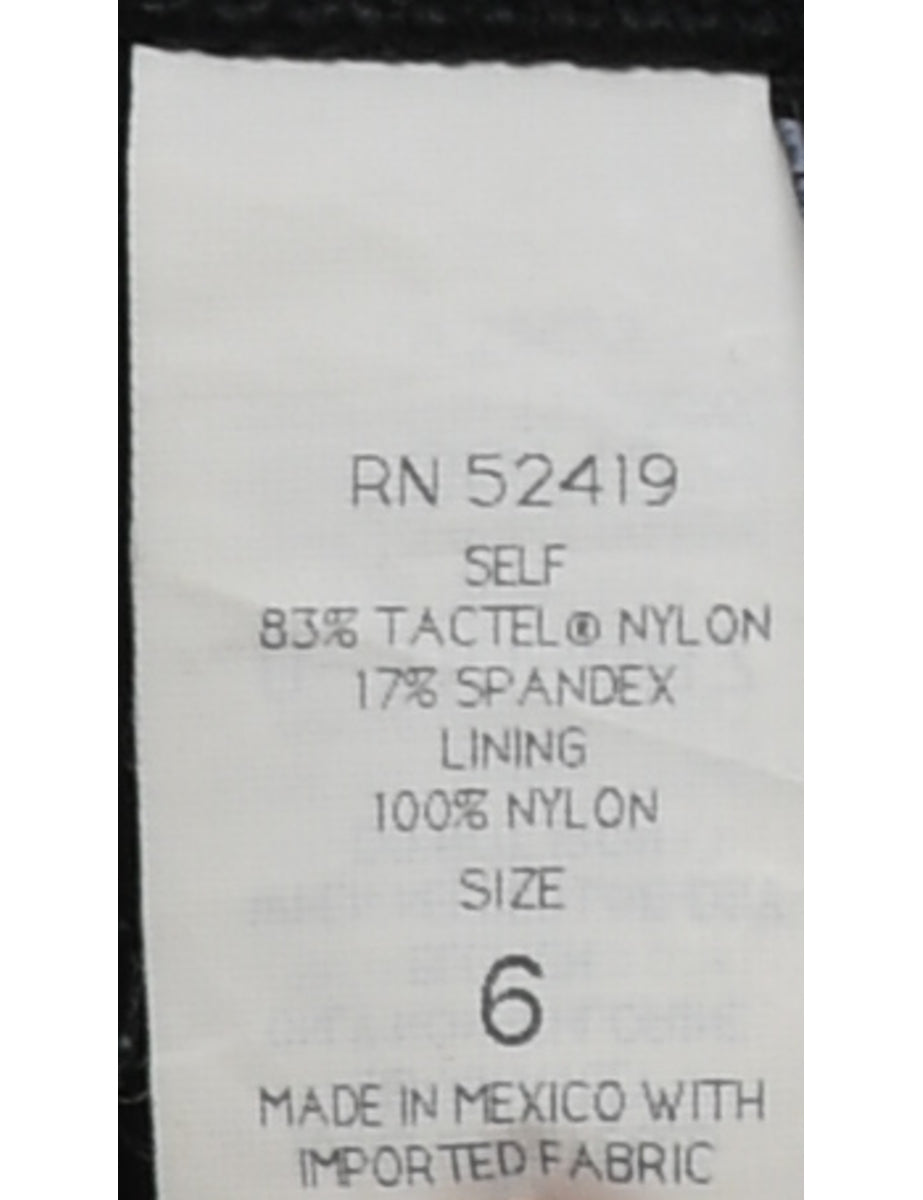 RN 52419
SELF
83% TACTEL® NYLON
17% SPANDEX
LINING
100% NYLON
SIZE
6
MADE IN MEXICO WITH
IMPORTED FABRIC